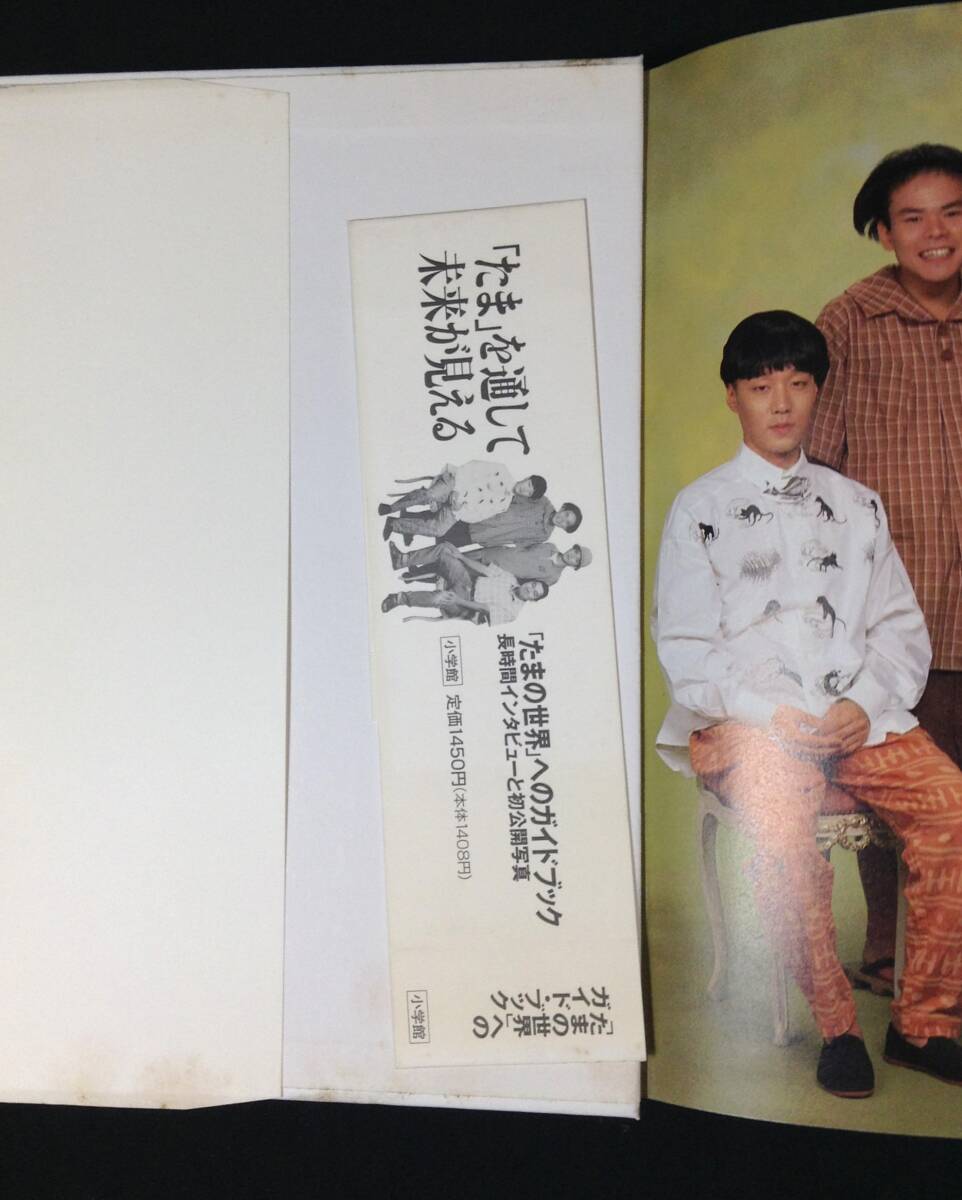 「たま」を通して
未来が見える
「たまの世界」へのガイドブック
長時間インタビューと初公開写真
小学館 定価1450円(本体1408円)
「たまの
世界」への
ガイド・ブック
小学館